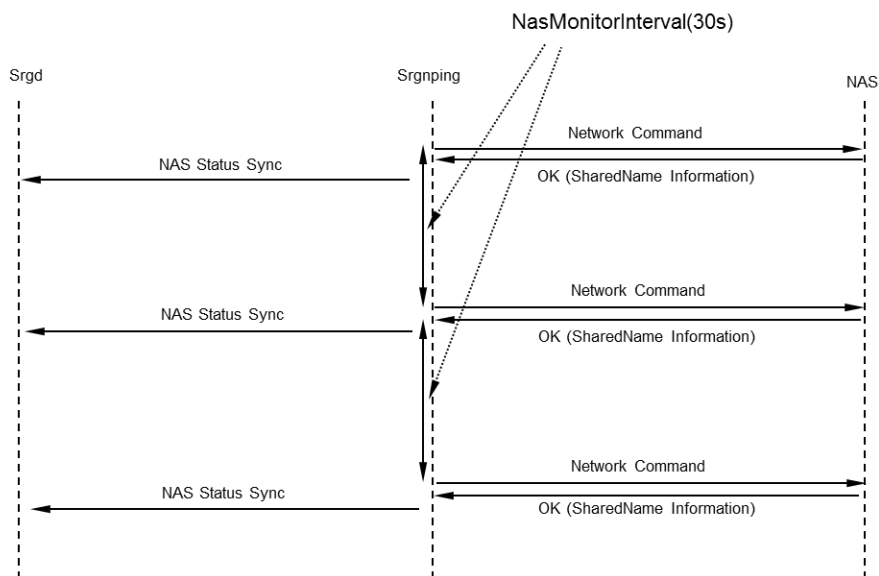 NasMonitorInterval(30s)
Srgd
Srgnping
NAS
Network Command
NAS Status Sync
OK (SharedName Information)
Network Command
NAS Status Sync
OK (SharedName Information)
Network Command
NAS Status Sync
OK (SharedName Information)